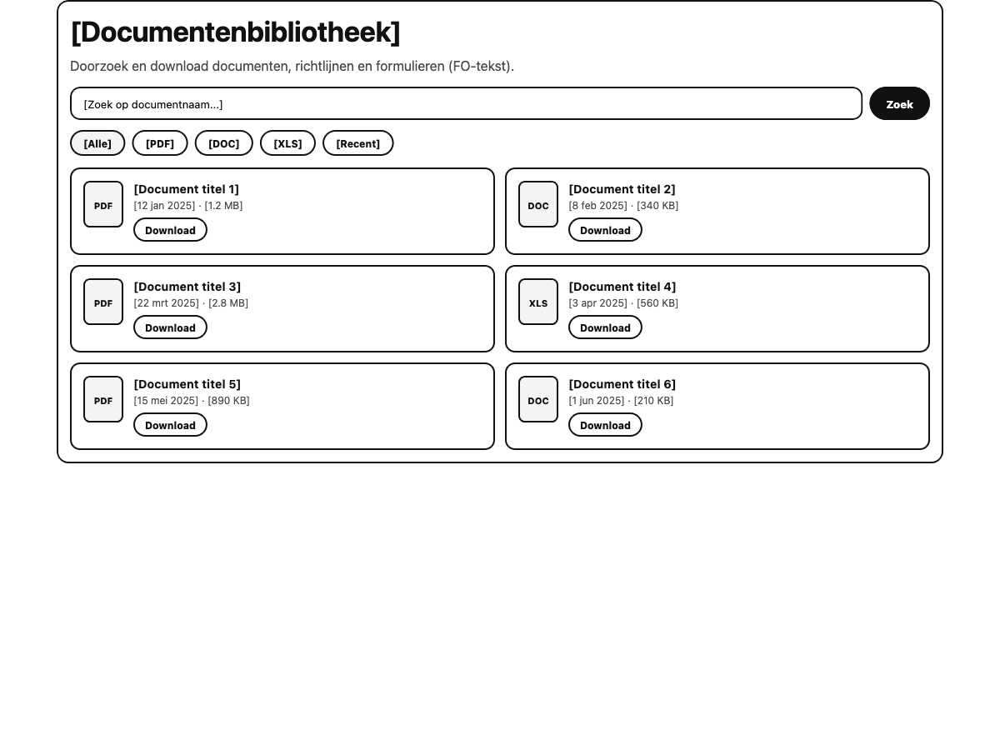 [Documentenbibliotheek]
Doorzoek en download documenten, richtlijnen en formulieren (FO-tekst).
[Zoek op documentnaam...]
Zoek
[Alle]
[PDF]
[DOC]
[XLS]
[Recent]
PDF
[Document titel 1]
[12 jan 2025] · [1.2 MB]
Download
DOC
[Document titel 2]
[8 feb 2025] · [340 KB]
Download
PDF
[Document titel 3]
[22 mrt 2025] · [2.8 MB]
Download
XLS
[Document titel 4]
[3 apr 2025] · [560 KB]
Download
PDF
[Document titel 5]
[15 mei 2025] · [890 KB]
Download
DOC
[Document titel 6]
[1 jun 2025] · [210 KB]
Download